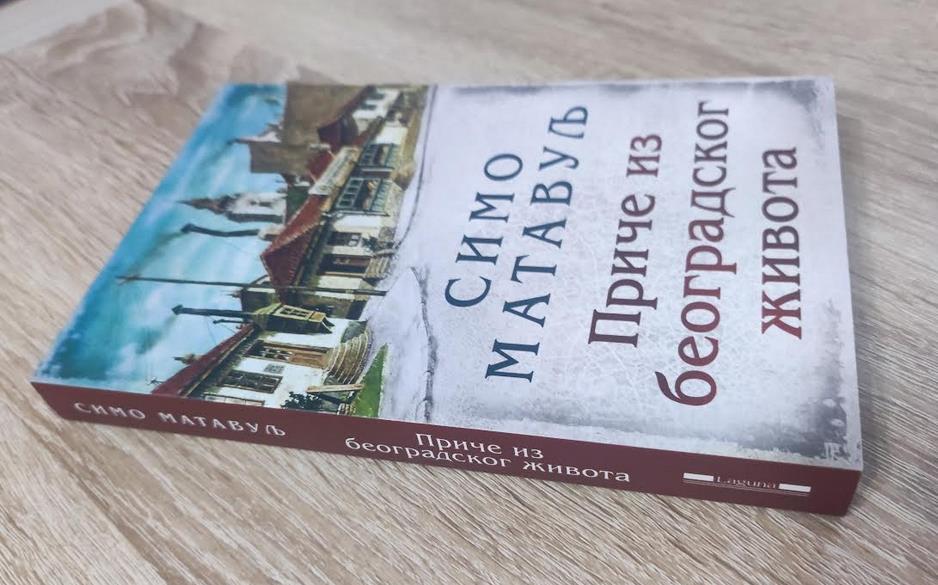 СИМО
МАТАВУЉ
Приче из
београдског
живота
СИМО МАТАВУЉ
Приче из
београдског живота
Laguna